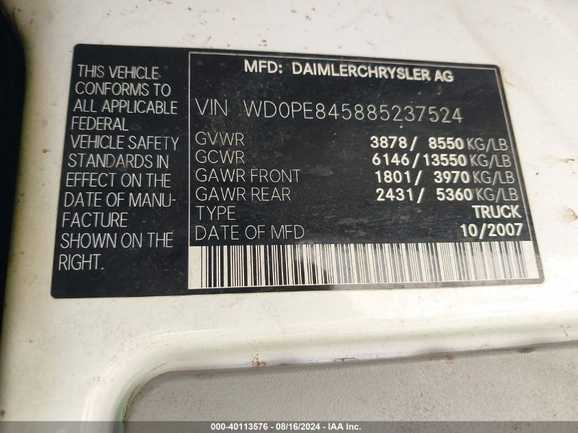 MFD: DAIMLERCHRYSLER AG
THIS VEHICLE
CONFORMS TO
ALL APPLICABLE
FEDERAL
VEHICLE SAFETY
STANDARDS IN
EFFECT ON THE
DATE OF MANU-
FACTURE
SHOWN ON THE
RIGHT.
VIN WD0PE845885237524
GVWR 3878/ 8550 KG/LB
GCWR 6146/13550 KG/LB
GAWR FRONT 1801/ 3970 KG/LB
GAWR REAR 2431/ 5360 KG/LB
TYPE TRUCK
DATE OF MFD 10/2007
000-40113576 - 08/16/2024 - IAA Inc.